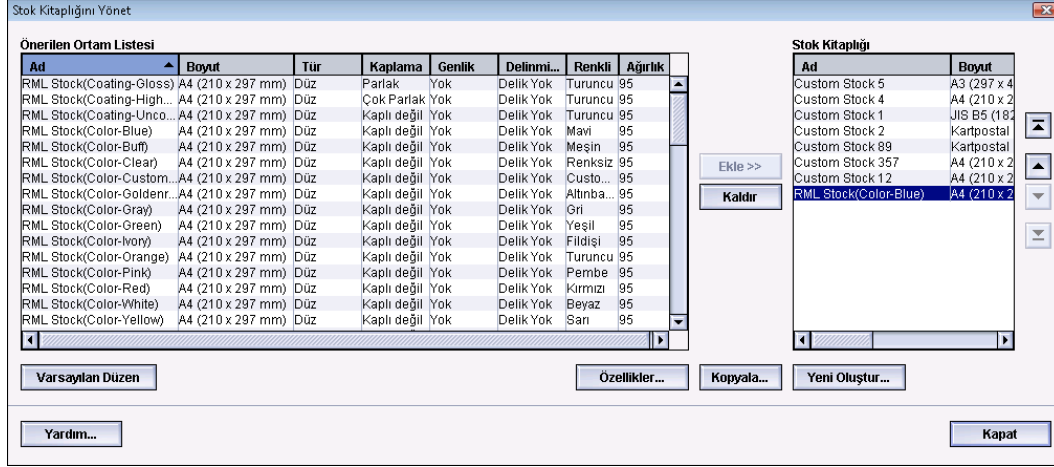 Stok Kitaplığını Yönet
Önerilen Ortam Listesi
Ad Boyut Tür Kaplama Genlik Delinmi... Renkli Ağırlık
RML Stock(Coating-Gloss) A4 (210 x 297 mm) Düz Parlak Yok Delik Yok Turuncu 95
RML Stock(Coating-High... A4 (210 x 297 mm) Düz Çok Parlak Yok Delik Yok Turuncu 95
RML Stock(Coating-Unco... A4 (210 x 297 mm) Düz Kaplı değil Yok Delik Yok Turuncu 95
RML Stock(Color-Blue) A4 (210 x 297 mm) Düz Kaplı değil Yok Delik Yok Mavi 95
RML Stock(Color-Buff) A4 (210 x 297 mm) Düz Kaplı değil Yok Delik Yok Meşin 95
RML Stock(Color-Clear) A4 (210 x 297 mm) Düz Kaplı değil Yok Delik Yok Renksiz 95
RML Stock(Color-Custom... A4 (210 x 297 mm) Düz Kaplı değil Yok Delik Yok Custo... 95
RML Stock(Color-Goldenr... A4 (210 x 297 mm) Düz Kaplı değil Yok Delik Yok Altınba... 95
RML Stock(Color-Gray) A4 (210 x 297 mm) Düz Kaplı değil Yok Delik Yok Gri 95
RML Stock(Color-Green) A4 (210 x 297 mm) Düz Kaplı değil Yok Delik Yok Yeşil 95
RML Stock(Color-Ivory) A4 (210 x 297 mm) Düz Kaplı değil Yok Delik Yok Fildişi 95
RML Stock(Color-Orange) A4 (210 x 297 mm) Düz Kaplı değil Yok Delik Yok Turuncu 95
RML Stock(Color-Pink) A4 (210 x 297 mm) Düz Kaplı değil Yok Delik Yok Pembe 95
RML Stock(Color-Red) A4 (210 x 297 mm) Düz Kaplı değil Yok Delik Yok Kırmızı 95
RML Stock(Color-White) A4 (210 x 297 mm) Düz Kaplı değil Yok Delik Yok Beyaz 95
RML Stock(Color-Yellow) A4 (210 x 297 mm) Düz Kaplı değil Yok Delik Yok Sarı 95
Ekle >>
Kaldır
Stok Kitaplığı
Ad Boyut
Custom Stock 5 A3 (297 x 4
Custom Stock 4 A4 (210 x 2
Custom Stock 1 JIS B5 (182
Custom Stock 2 Kartpostal
Custom Stock 89 Kartpostal
Custom Stock 357 A4 (210 x 2
Custom Stock 12 A4 (210 x 2
RML Stock(Color-Blue) A4 (210 x 2
Varsayılan Düzen Özellikler... Kopyala... Yeni Oluştur...
Yardım... Kapat